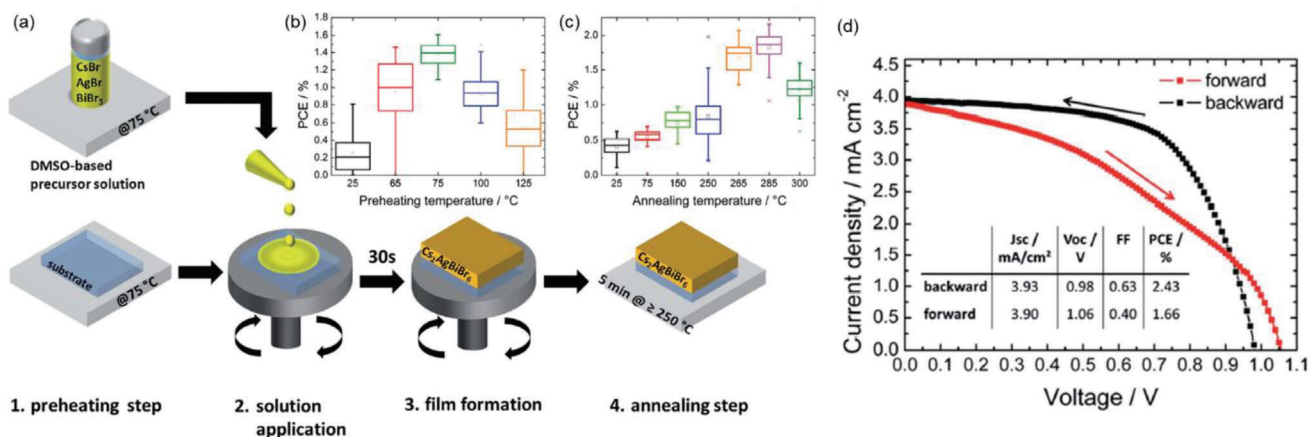 (a)
CsBr
AgBr
BiBr3
@75 °C
DMSO-based
precursor solution
substrate
@75 °C
30s
Cs2AgBiBr6
Cs2AgBiBr6
5 min @ ≥ 250 °C
1. preheating step
2. solution
application
3. film formation
4. annealing step
(b)
PCE / %
1.8
1.6
1.4
1.2
1.0
0.8
0.6
0.4
0.2
0.0
25 65 75 100 125
Preheating temperature / °C
(c)
PCE / %
2.0
1.5
1.0
0.5
0.0
25 75 150 250 265 285 300
Annealing temperature / °C
(d)
Current density / mA cm-2
5.0
4.5
4.0
3.5
3.0
2.5
2.0
1.5
1.0
0.5
0.0
forward
backward
Jsc / Voc / FF PCE /
mA/cm2 V %
backward 3.93 0.98 0.63 2.43
forward 3.90 1.06 0.40 1.66
0.0 0.1 0.2 0.3 0.4 0.5 0.6 0.7 0.8 0.9 1.0 1.1
Voltage / V